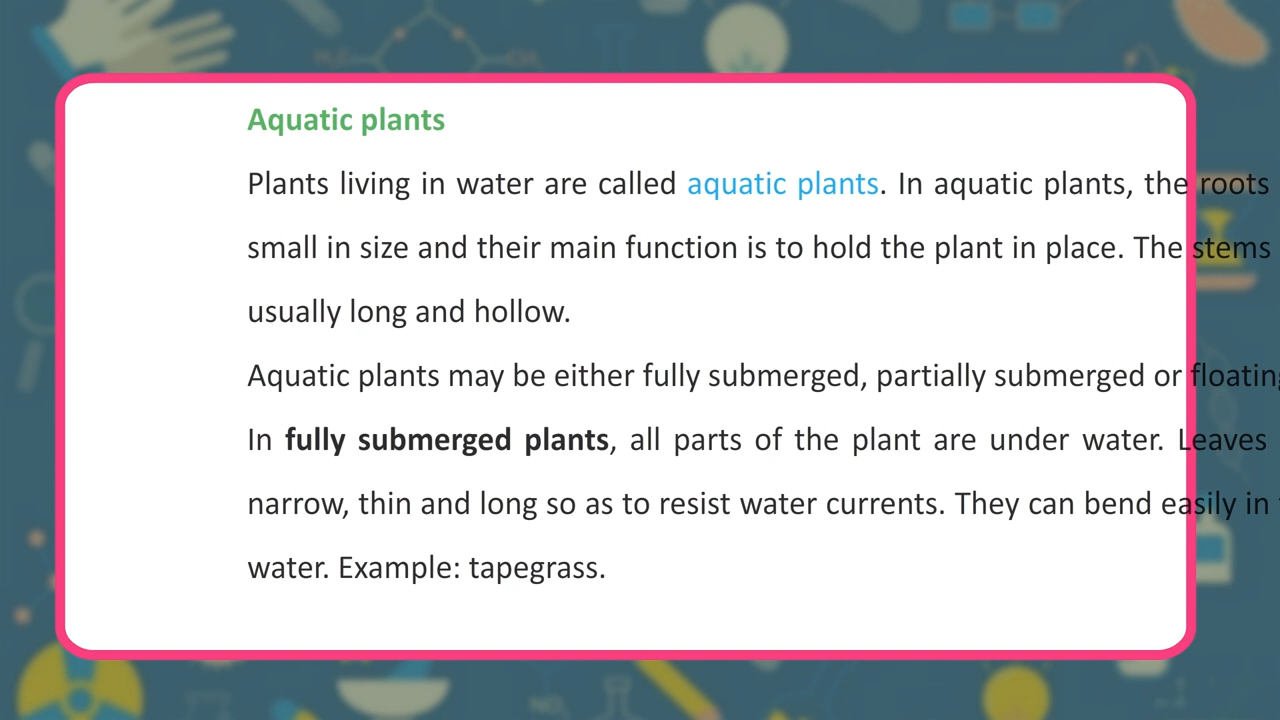 Aquatic plants
Plants living in water are called aquatic plants. In aquatic plants, the roots
small in size and their main function is to hold the plant in place. The stems
usually long and hollow.
Aquatic plants may be either fully submerged, partially submerged or floating
In fully submerged plants, all parts of the plant are under water. Leaves
narrow, thin and long so as to resist water currents. They can bend easily in
water. Example: tapegrass.
NO₂